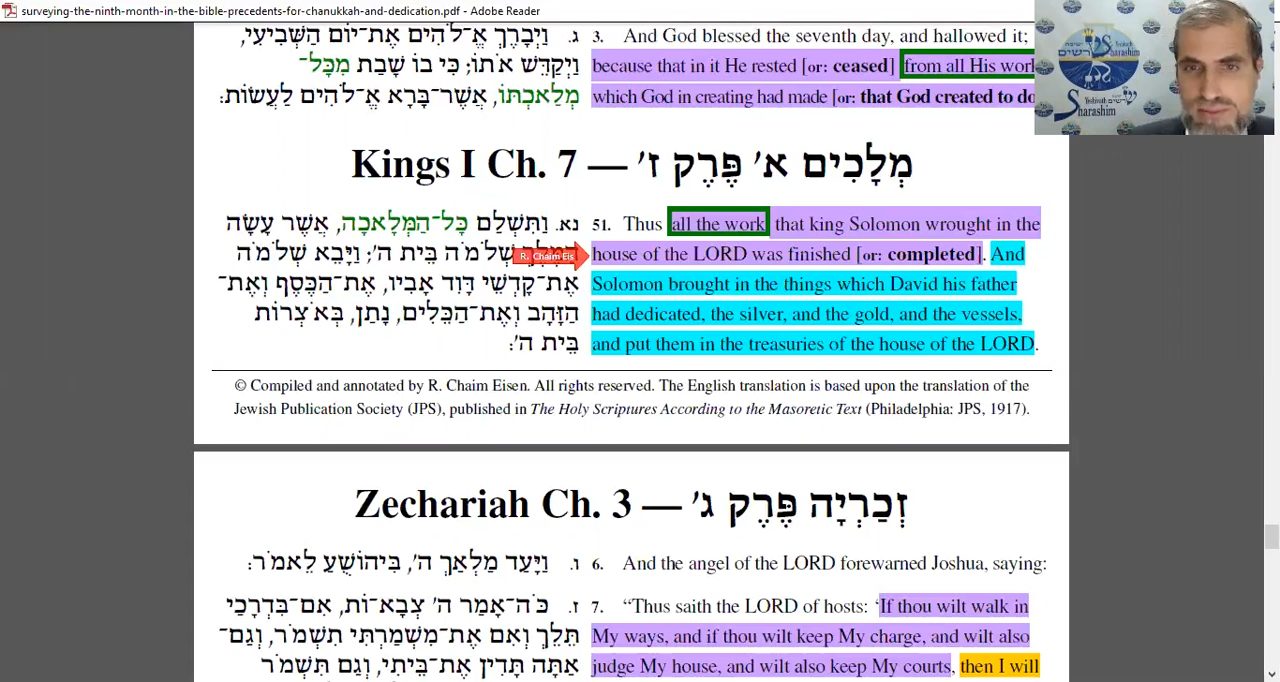 surveying-the-ninth-month-in-the-bible-precedents-for-chanukkah-and-dedication.pdf - Adobe Reader
ג. וַיְבָרֶךְ אֱ־לֹהִים אֶת־יוֹם הַשְּׁבִיעִי,
וַיְקַדֵּשׁ אֹתוֹ; כִּי בוֹ שָׁבַת מִכָּל־
מְלַאכְתּוֹ, אֲשֶׁר־בָּרָא אֱ־לֹהִים לַעֲשׂוֹת:
3. And God blessed the seventh day, and hallowed it;
because that in it He rested [or: ceased] from all His work
which God in creating had made [or: that God created to do
Sharashim
Yeshivath Sharashim
Kings I Ch. 7 — מְלָכִים א׳ פֶּרֶק ז׳
נא. וַתִּשְׁלַם כָּל־הַמְּלָאכָה, אֲשֶׁר עָשָׂה
הַמֶּלֶךְ שְׁלֹמֹה בֵּית ה׳; וַיָּבֵא שְׁלֹמֹה
אֶת־קָדְשֵׁי דָּוִד אָבִיו, אֶת־הַכֶּסֶף וְאֶת־
הַזָּהָב וְאֶת־הַכֵּלִים, נָתַן, בְּאֹצְרוֹת
בֵּית ה׳:
R. Chaim Eis
51. Thus all the work that king Solomon wrought in the
house of the LORD was finished [or: completed]. And
Solomon brought in the things which David his father
had dedicated, the silver, and the gold, and the vessels,
and put them in the treasuries of the house of the LORD.
© Compiled and annotated by R. Chaim Eisen. All rights reserved. The English translation is based upon the translation of the
Jewish Publication Society (JPS), published in The Holy Scriptures According to the Masoretic Text (Philadelphia: JPS, 1917).
Zechariah Ch. 3 — זְכַרְיָה פֶּרֶק ג׳
ו. וַיָּעַד מַלְאַךְ ה׳, בִּיהוֹשֻׁעַ לֵאמֹר:
6. And the angel of the LORD forewarned Joshua, saying:
ז. כֹּה־אָמַר ה׳ צְבָא־וֹת, אִם־בִּדְרָכַי
תֵּלֵךְ וְאִם אֶת־מִשְׁמַרְתִּי תִשְׁמֹר, וְגַם־
אַתָּה תָּדִין אֶת־בֵּיתִי, וְגַם תִּשְׁמֹר
7. “Thus saith the LORD of hosts: ‘If thou wilt walk in
My ways, and if thou wilt keep My charge, and wilt also
judge My house, and wilt also keep My courts, then I will